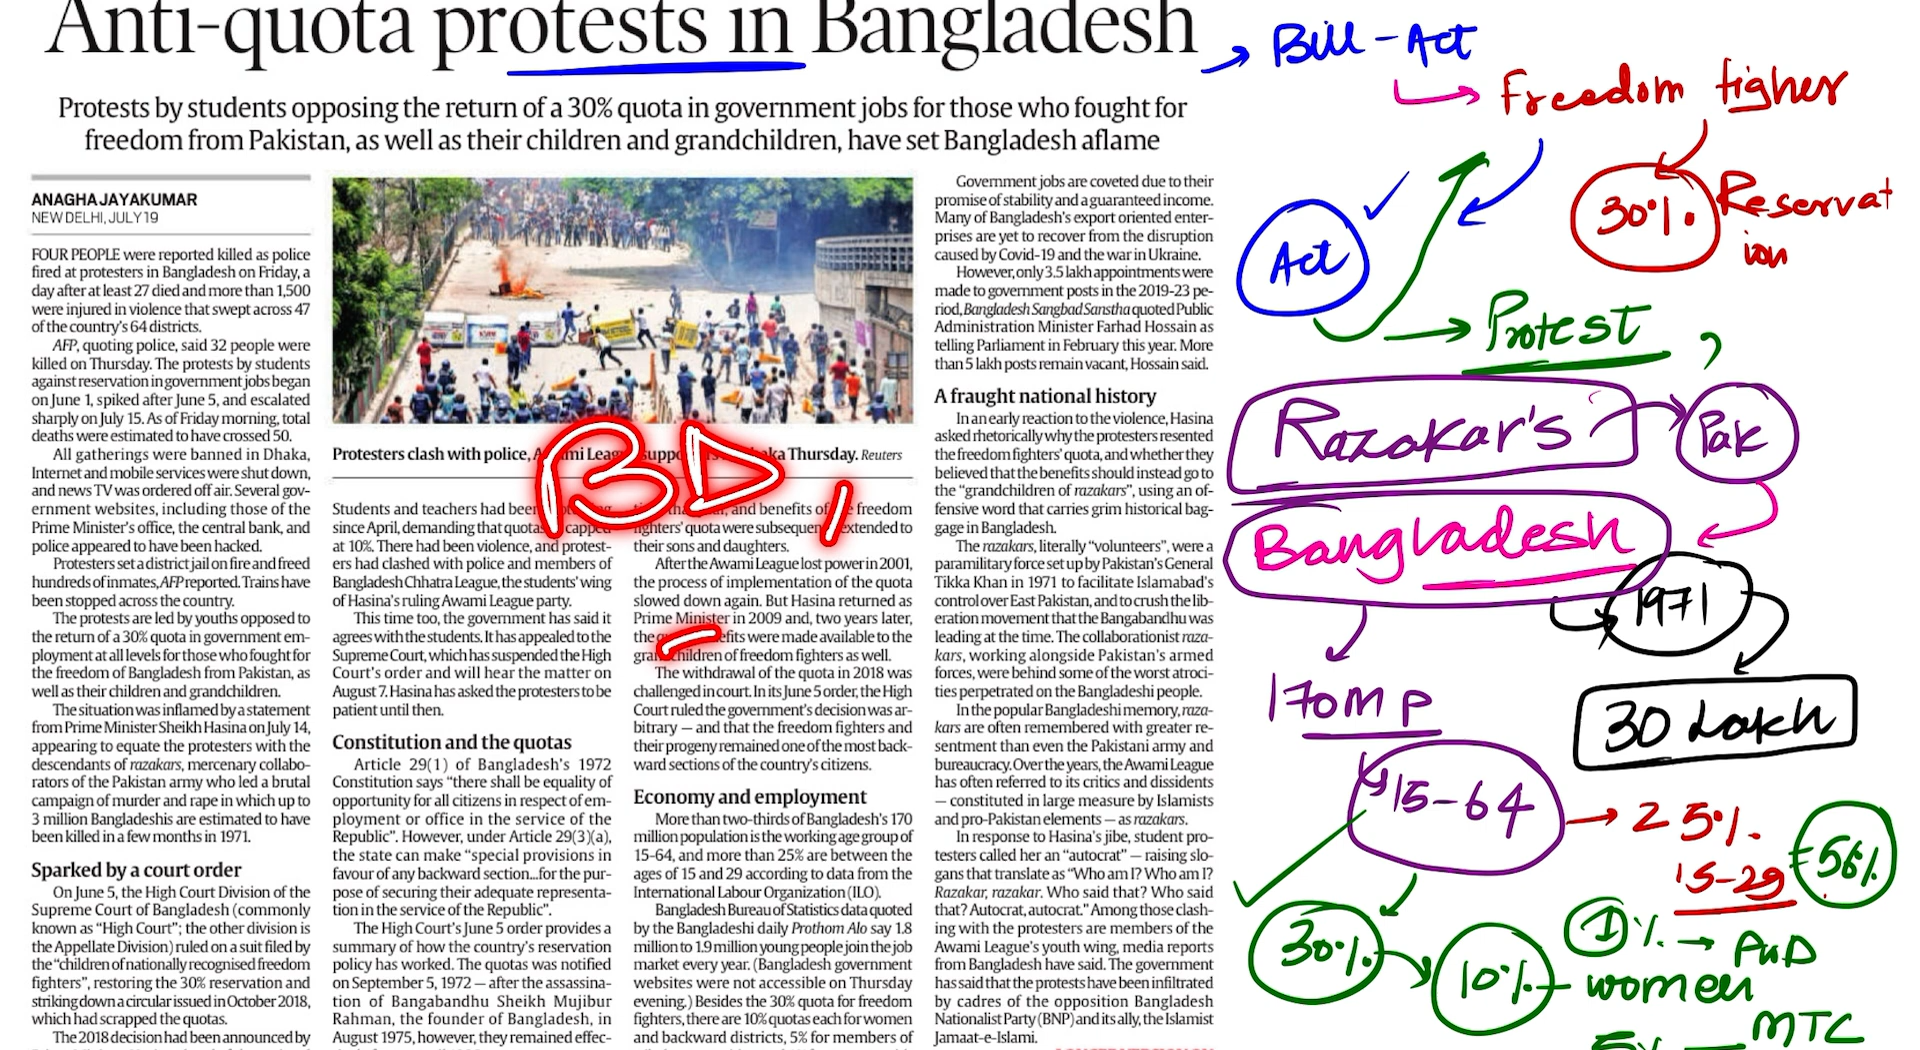 Anti-quota protests in Bangladesh
Protests by students opposing the return of a 30% quota in government jobs for those who fought for
freedom from Pakistan, as well as their children and grandchildren, have set Bangladesh aflame
ANAGHA JAYAKUMAR
NEW DELHI, JULY 19
FOUR PEOPLE were reported killed as police
fired at protesters in Bangladesh on Friday, a
day after at least 27 died and more than 1,500
were injured in violence that swept across 47
of the country's 64 districts.
AFP, quoting police, said 32 people were
killed on Thursday. The protests by students
against reservation in government jobs began
on June 1, spiked after June 5, and escalated
sharply on July 15. As of Friday morning, total
deaths were estimated to have crossed 50.
All gatherings were banned in Dhaka,
Internet and mobile services were shut down,
and news TV was ordered off air. Several gov-
ernment websites, including those of the
Prime Minister's office, the central bank, and
police appeared to have been hacked.
Protesters set a district jail on fire and freed
hundreds of inmates, AFP reported. Trains have
been stopped across the country.
The protests are led by youths opposed to
the return of a 30% quota in government em-
ployment at all levels for those who fought for
the freedom of Bangladesh from Pakistan, as
well as their children and grandchildren.
The situation was inflamed by a statement
from Prime Minister Sheikh Hasina on July 14,
appearing to equate the protesters with the
descendants of razakars, mercenary collabo-
rators of the Pakistan army who led a brutal
campaign of murder and rape in which up to
3 million Bangladeshis are estimated to have
been killed in a few months in 1971.
Sparked by a court order
On June 5, the High Court Division of the
Supreme Court of Bangladesh (commonly
known as "High Court"; the other division is
the Appellate Division) ruled on a suit filed by
the "children of nationally recognised freedom
fighters", restoring the 30% reservation and
striking down a circular issued in October 2018,
which had scrapped the quotas.
The 2018 decision had been announced by
Protesters clash with police, Thursday. Reuters
Students and teachers had been
since April, demanding that quotas capped
at 10%. There had been violence, and protest-
ers had clashed with police and members of
Bangladesh Chhatra League, the students' wing
of Hasina's ruling Awami League party.
This time too, the government has said it
agrees with the students. It has appealed to the
Supreme Court, which has suspended the High
Court's order and will hear the matter on
August 7. Hasina has asked the protesters to be
patient until then.
Constitution and the quotas
Article 29(1) of Bangladesh's 1972
Constitution says "there shall be equality of
opportunity for all citizens in respect of em-
ployment or office in the service of the
Republic". However, under Article 29(3)(a),
the state can make "special provisions in
favour of any backward section...for the pur-
pose of securing their adequate representa-
tion in the service of the Republic".
The High Court's June 5 order provides a
summary of how the country's reservation
policy has worked. The quotas was notified
on September 5, 1972 — after the assassina-
tion of Bangabandhu Sheikh Mujibur
Rahman, the founder of Bangladesh, in
August 1975, however, they remained effec-
and benefits of freedom
fighters' quota were subsequen extended to
their sons and daughters.
After the Awami League lost power in 2001,
the process of implementation of the quota
slowed down again. But Hasina returned as
Prime Minister in 2009 and, two years later,
the were made available to the
grandchildren of freedom fighters as well.
The withdrawal of the quota in 2018 was
challenged in court. In its June 5 order, the High
Court ruled the government's decision was ar-
bitrary — and that the freedom fighters and
their progeny remained one of the most back-
ward sections of the country's citizens.
Economy and employment
More than two-thirds of Bangladesh's 170
million population is the working age group of
15-64, and more than 25% are between the
ages of 15 and 29 according to data from the
International Labour Organization (ILO).
Bangladesh Bureau of Statistics data quoted
by the Bangladeshi daily Prothom Alo say 1.8
million to 1.9 million young people join the job
market every year. (Bangladesh government
websites were not accessible on Thursday
evening.) Besides the 30% quota for freedom
fighters, there are 10% quotas each for women
and backward districts, 5% for members of
Government jobs are coveted due to their
promise of stability and a guaranteed income.
Many of Bangladesh's export oriented enter-
prises are yet to recover from the disruption
caused by Covid-19 and the war in Ukraine.
However, only 3.5 lakh appointments were
made to government posts in the 2019-23 pe-
riod, Bangladesh Sangbad Sanstha quoted Public
Administration Minister Farhad Hossain as
telling Parliament in February this year. More
than 5 lakh posts remain vacant, Hossain said.
A fraught national history
In an early reaction to the violence, Hasina
asked rhetorically why the protesters resented
the freedom fighters' quota, and whether they
believed that the benefits should instead go to
the "grandchildren of razakars", using an of-
fensive word that carries grim historical bag-
gage in Bangladesh.
The razakars, literally "volunteers", were a
paramilitary force set up by Pakistan's General
Tikka Khan in 1971 to facilitate Islamabad's
control over East Pakistan, and to crush the lib-
eration movement that the Bangabandhu was
leading at the time. The collaborationist raza-
kars, working alongside Pakistan's armed
forces, were behind some of the worst atroci-
ties perpetrated on the Bangladeshi people.
In the popular Bangladeshi memory, raza-
kars are often remembered with greater re-
sentment than even the Pakistani army and
bureaucracy. Over the years, the Awami League
has often referred to its critics and dissidents
— constituted in large measure by Islamists
and pro-Pakistan elements — as razakars.
In response to Hasina's jibe, student pro-
testers called her an "autocrat" — raising slo-
gans that translate as "Who am I? Who am I?
Razakar, razakar. Who said that? Who said
that? Autocrat, autocrat." Among those clash-
ing with the protesters are members of the
Awami League's youth wing, media reports
from Bangladesh have said. The government
has said that the protests have been infiltrated
by cadres of the opposition Bangladesh
Nationalist Party (BNP) and its ally, the Islamist
Jamaat-e-Islami.
BD,
Bill - Act
Freedom figher
30% Reservat
ion
Act
Protest
Razakar's
Pak
Bangladesh
1971
170 M P
30 Lakh
15-64
25%
15-29
56%
30%
10%
1% → PWD
women
5% MTC